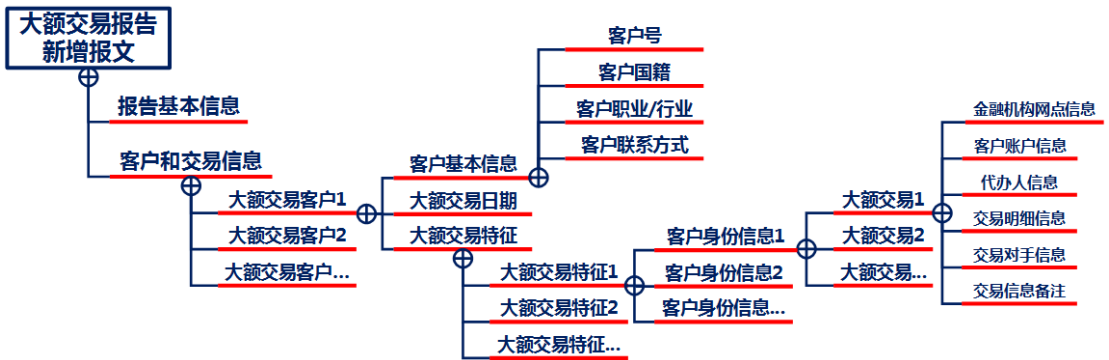 大额交易报告
新增报文
报告基本信息
客户和交易信息
大额交易客户1
大额交易客户2
大额交易客户...
客户基本信息
大额交易日期
大额交易特征
客户号
客户国籍
客户职业/行业
客户联系方式
大额交易特征1
大额交易特征2
大额交易特征...
客户身份信息1
客户身份信息2
客户身份信息...
大额交易1
大额交易2
大额交易...
金融机构网点信息
客户账户信息
代办人信息
交易明细信息
交易对手信息
交易信息备注